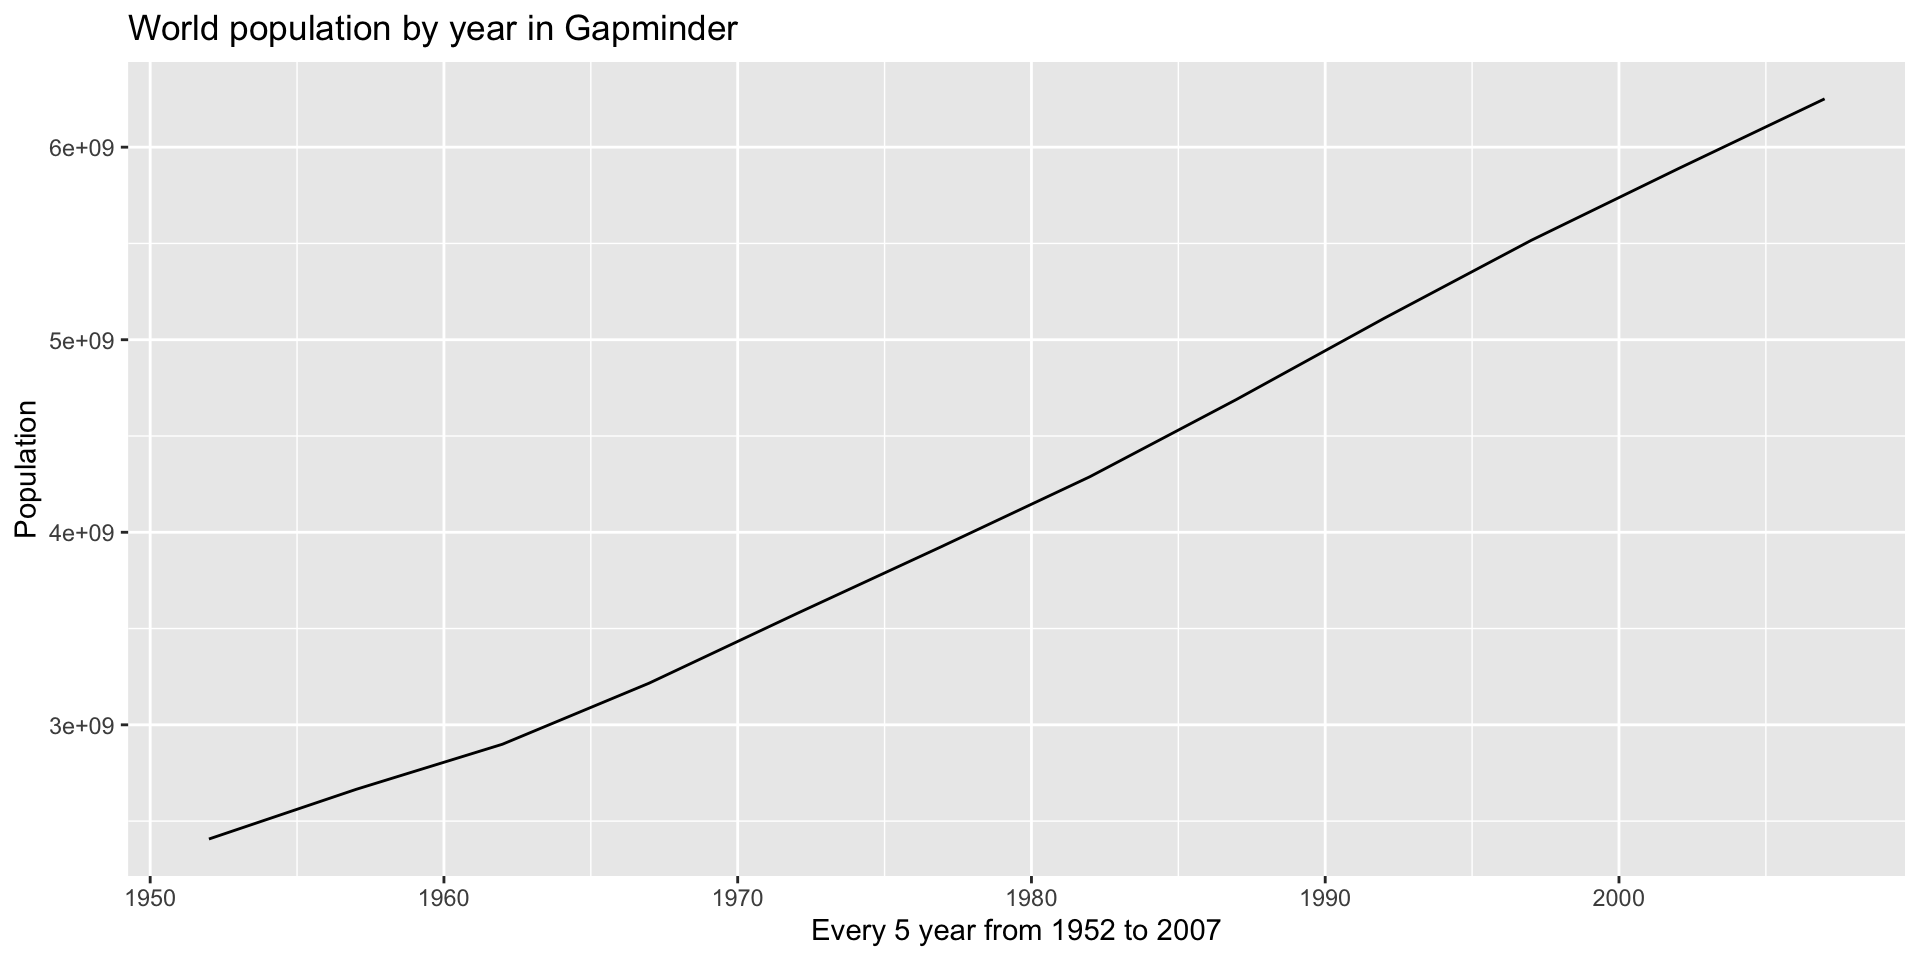 World population by year in Gapminder
Population
6e+09
5e+09
4e+09
3e+09
1950 1960 1970 1980 1990 2000
Every 5 year from 1952 to 2007